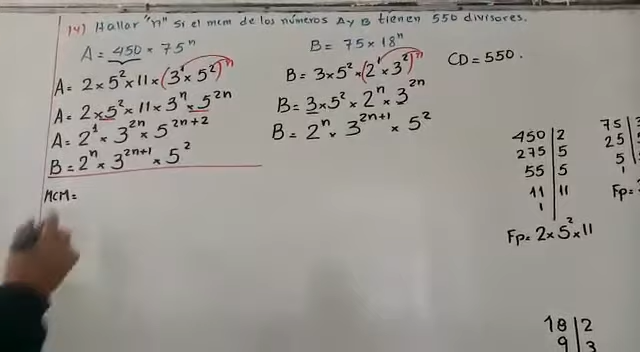 14) Hallar "n" si el mcm de los números A y B tienen 550 divisores.
A = 450 × 75ⁿ
A = 2 × 5² × 11 × (3¹ × 5²)ⁿ
A = 2 × 5² × 11 × 3ⁿ × 5²ⁿ
A = 2¹ × 3²ⁿ × 5²ⁿ⁺²
B = 2ⁿ × 3²ⁿ⁺¹ × 5²
MCM =
B = 75 × 18ⁿ
B = 3 × 5² × (2¹ × 3²)ⁿ
B = 3 × 5² × 2ⁿ × 3²ⁿ
B = 2ⁿ × 3²ⁿ⁺¹ × 5²
CD = 550.
450 | 2
275 | 5
55 | 5
11 | 11
1
Fp = 2 × 5² × 11
75 | 3
25 | 5
5
1
Fp =
18 | 2
9 | 3